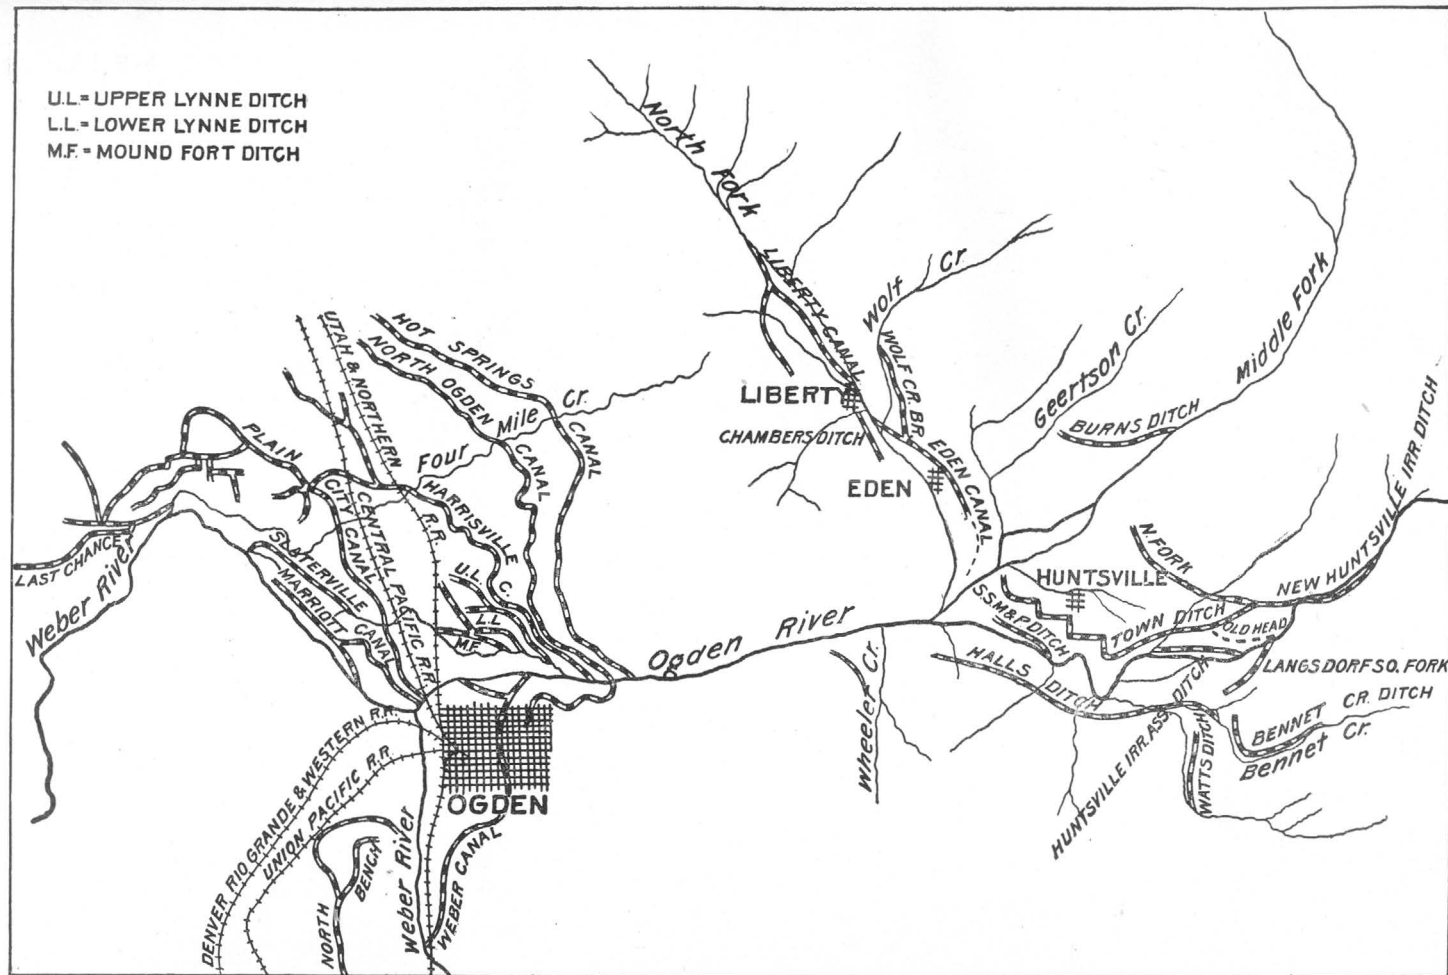 U.L.= UPPER LYNNE DITCH
L.L.= LOWER LYNNE DITCH
M.F.= MOUND FORT DITCH
North Fork
LIBERTY CANAL
Wolf Cr
WOLF CR. BR.
Geertson Cr.
Middle Fork
BURNS DITCH
LIBERTY
CHAMBERS DITCH
EDEN
EDEN CANAL
HOT SPRINGS CANAL
NORTH OGDEN CANAL
UTAH & NORTHERN R.R.
Four Mile Cr.
PLAIN CITY CANAL
CENTRAL PACIFIC R.R.
HARRISVILLE C.
U.L.
L.L
M.F.
SLATERVILLE CANAL
MARRIOTT CANAL
LAST CHANCE
Weber River
Ogden River
N. FORK
HUNTSVILLE
NEW HUNTSVILLE IRR. DITCH
TOWN DITCH
OLD HEAD
S.S.M&P DITCH
HALLS DITCH
LANGSDORF SO. FORK
HUNTSVILLE IRR. ASS. DITCH
WATTS DITCH
BENNET CR. DITCH
Bennet Cr.
Wheeler Cr.
OGDEN
DENVER RIO GRANDE & WESTERN R.R.
UNION PACIFIC R.R.
NORTH BENCH
Weber River
WEBER CANAL